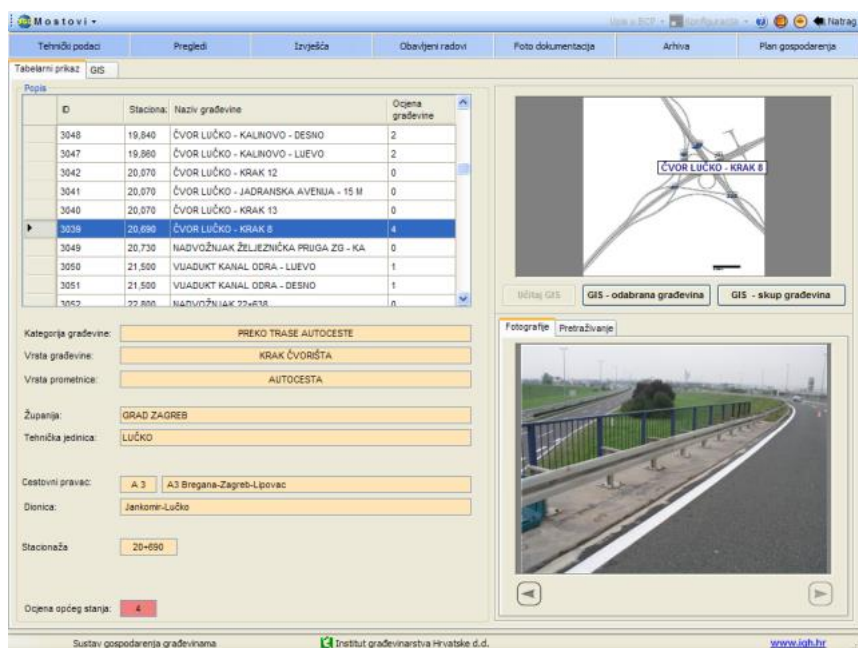 Mostovi
Natrag
Tehnički podaci
Pregledi
Izvješća
Obavljeni radovi
Foto dokumentacija
Arhiva
Plan gospodarenja
Tabelarni prikaz GIS
Popis
ID Staciona: Naziv građevine Ocjena građevine
3048 19,840 ČVOR LUČKO - KALINOVO - DESNO 2
3047 19,860 ČVOR LUČKO - KALINOVO - LIJEVO 2
3042 20,070 ČVOR LUČKO - KRAK 12 0
3041 20,070 ČVOR LUČKO - JADRANSKA AVENIJA - 15 M 0
3040 20,070 ČVOR LUČKO - KRAK 13 0
3039 20,690 ČVOR LUČKO - KRAK 8 4
3049 20,730 NADVOŽNJAK ŽELJEZNIČKA PRUGA ZG - KA 0
3050 21,500 VIJADUKT KANAL ODRA - LIJEVO 1
3051 21,500 VIJADUKT KANAL ODRA - DESNO 1
3052 22,800 NADVOŽNJAK 22+638 0
ČVOR LUČKO - KRAK 8
Učitaj GIS
GIS - odabrana građevina
GIS - skup građevina
Kategorija građevine: PREKO TRASE AUTOCESTE
Vrsta građevine: KRAK ČVORIŠTA
Vrsta prometnice: AUTOCESTA
Županija: GRAD ZAGREB
Tehnička jedinica: LUČKO
Cestovni pravac: A 3 A3 Bregana-Zagreb-Lipovac
Dionica: Jankomir-Lučko
Stacionaža 20+690
Ocjena općeg stanja: 4
Fotografije Pretraživanje
Sustav gospodarenja građevinama
Institut građevinarstva Hrvatske d.d.
www.igh.hr